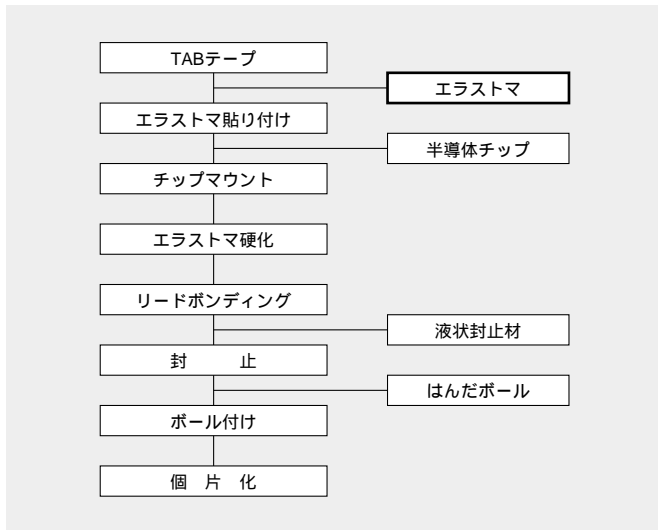 TABテープ
エラストマ
エラストマ貼り付け
半導体チップ
チップマウント
エラストマ硬化
リードボンディング
液状封止材
封　　止
はんだボール
ボール付け
個　片　化